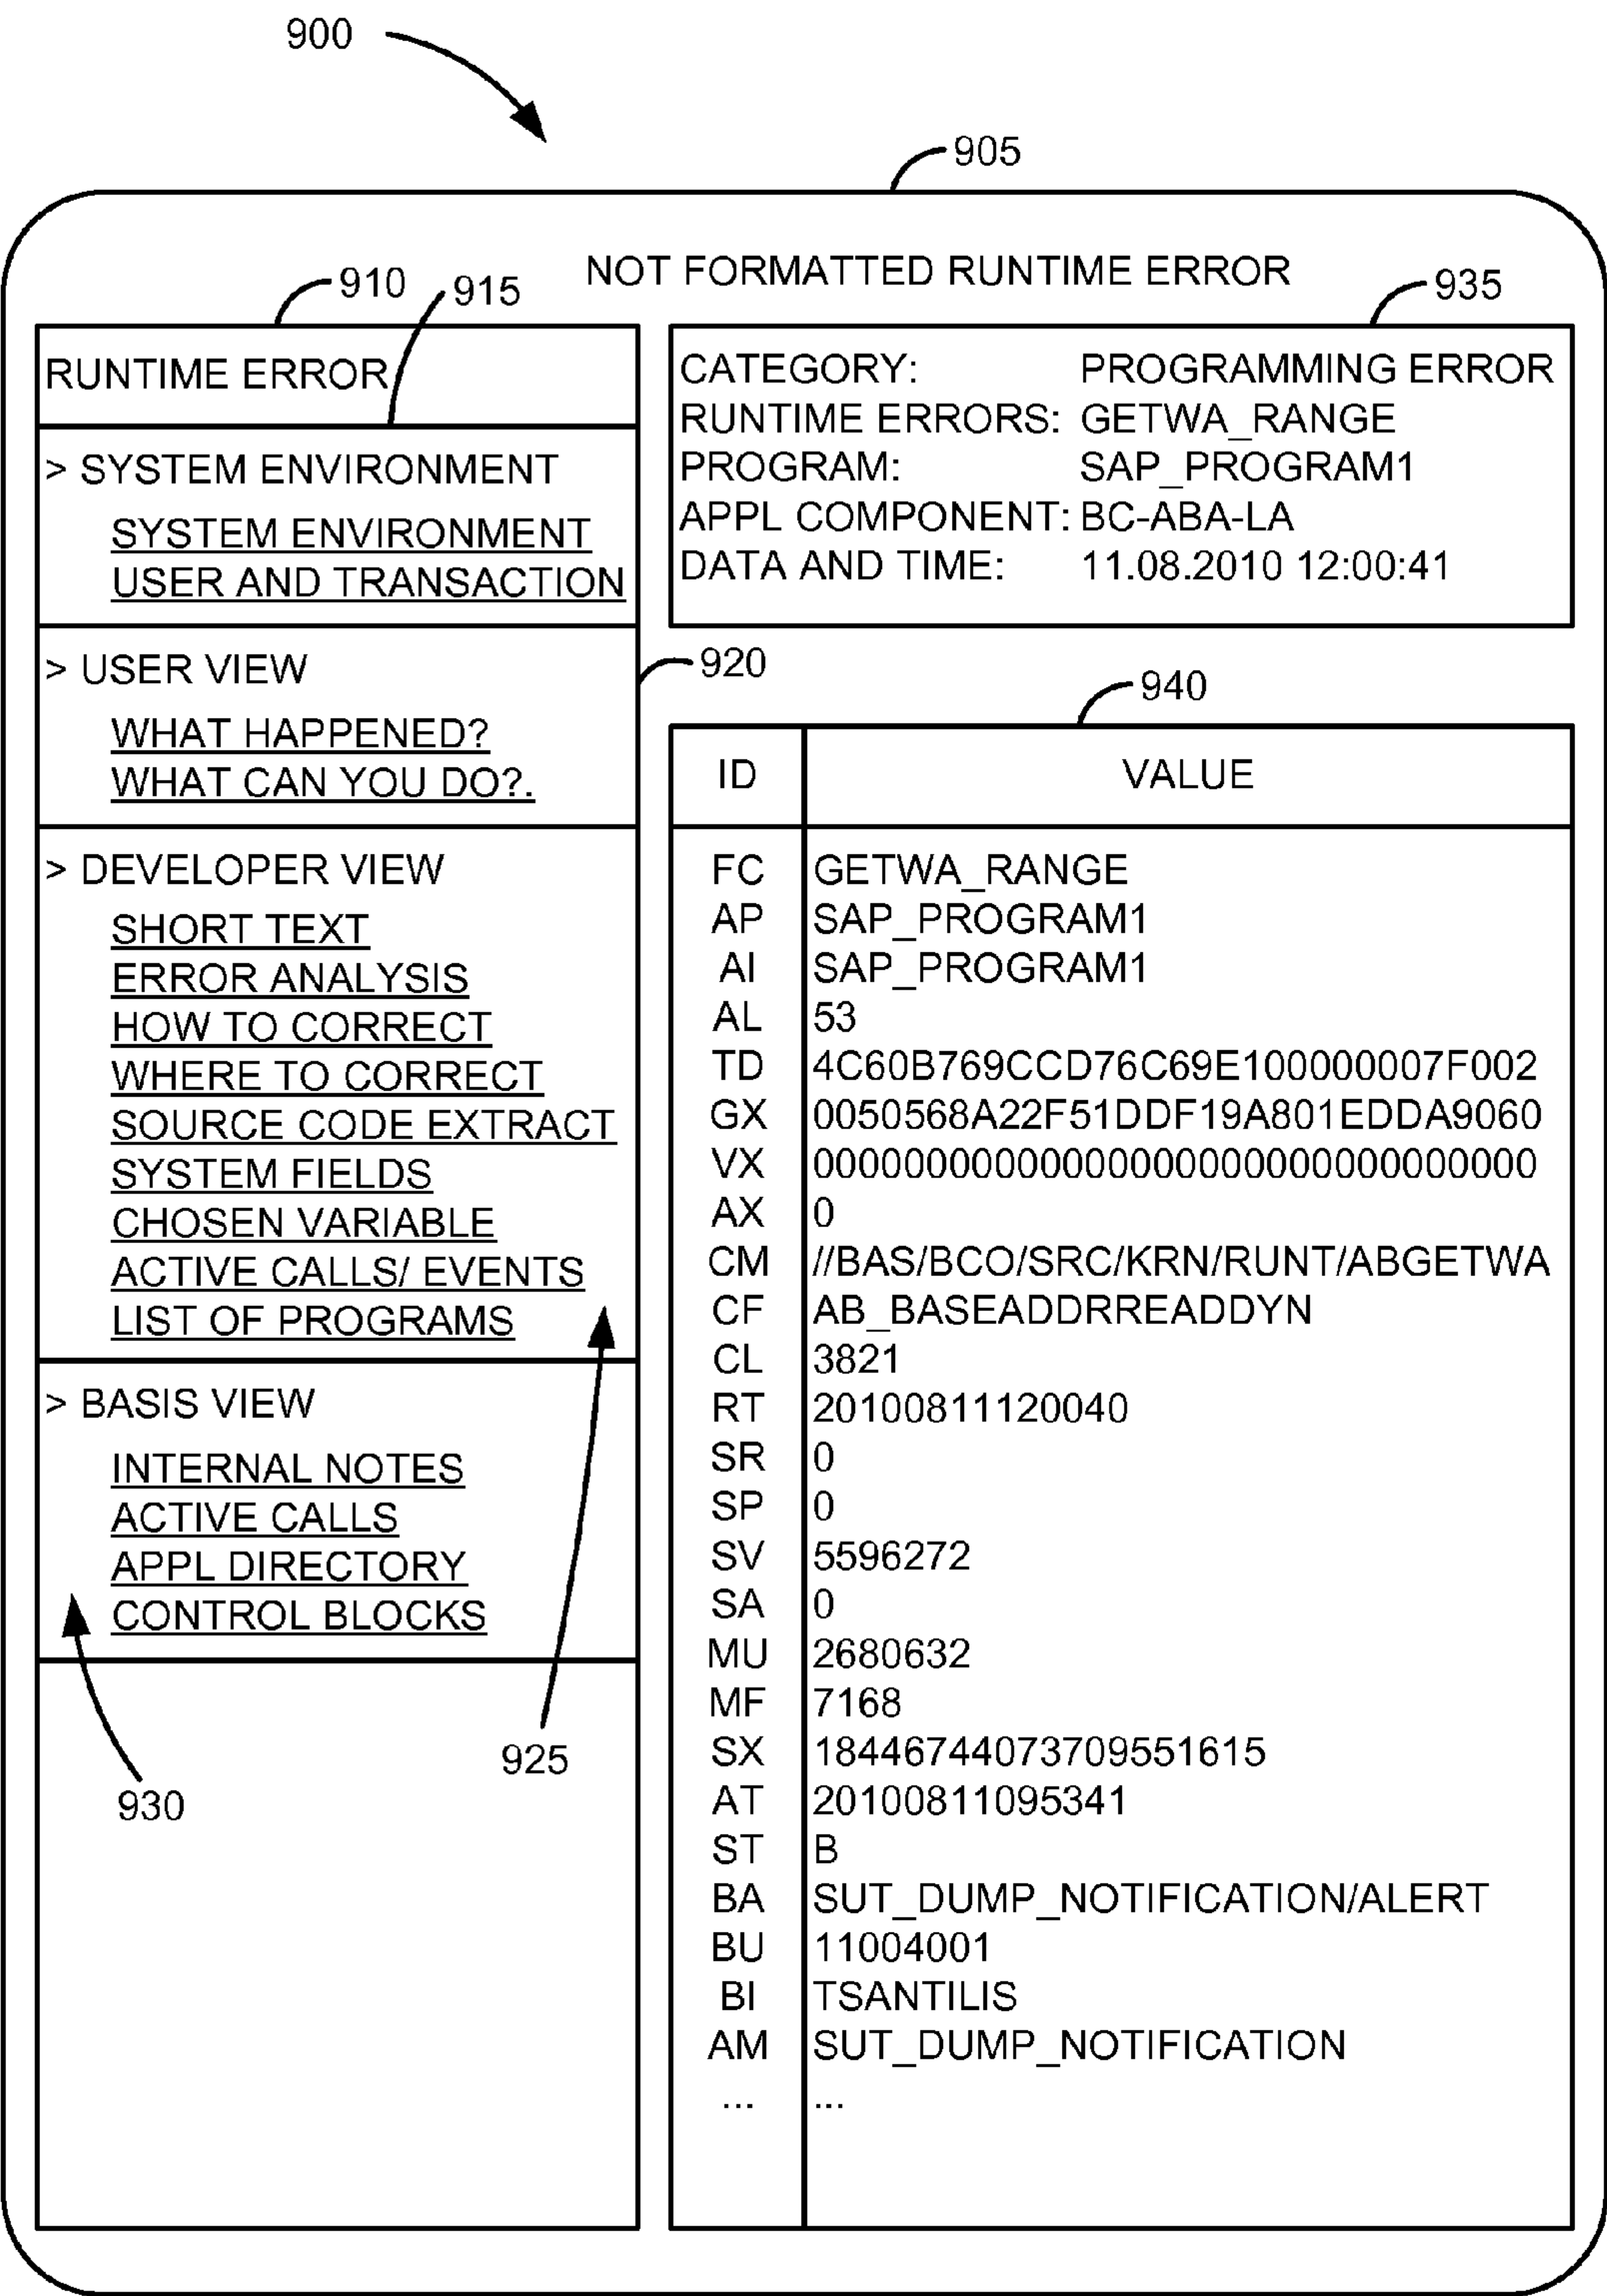 900
905
NOT FORMATTED RUNTIME ERROR
910
915
935
RUNTIME ERROR
> SYSTEM ENVIRONMENT
SYSTEM ENVIRONMENT
USER AND TRANSACTION
> USER VIEW
WHAT HAPPENED?
WHAT CAN YOU DO?.
920
> DEVELOPER VIEW
SHORT TEXT
ERROR ANALYSIS
HOW TO CORRECT
WHERE TO CORRECT
SOURCE CODE EXTRACT
SYSTEM FIELDS
CHOSEN VARIABLE
ACTIVE CALLS/ EVENTS
LIST OF PROGRAMS
> BASIS VIEW
INTERNAL NOTES
ACTIVE CALLS
APPL DIRECTORY
CONTROL BLOCKS
925
930
CATEGORY: PROGRAMMING ERROR
RUNTIME ERRORS: GETWA_RANGE
PROGRAM: SAP_PROGRAM1
APPL COMPONENT: BC-ABA-LA
DATA AND TIME: 11.08.2010 12:00:41
940
ID VALUE
FC GETWA_RANGE
AP SAP_PROGRAM1
AI SAP_PROGRAM1
AL 53
TD 4C60B769CCD76C69E100000007F002
GX 0050568A22F51DDF19A801EDDA9060
VX 00000000000000000000000000000000
AX 0
CM //BAS/BCO/SRC/KRN/RUNT/ABGETWA
CF AB_BASEADDRREADDYN
CL 3821
RT 20100811120040
SR 0
SP 0
SV 5596272
SA 0
MU 2680632
MF 7168
SX 18446744073709551615
AT 20100811095341
ST B
BA SUT_DUMP_NOTIFICATION/ALERT
BU 11004001
BI TSANTILIS
AM SUT_DUMP_NOTIFICATION
... ...